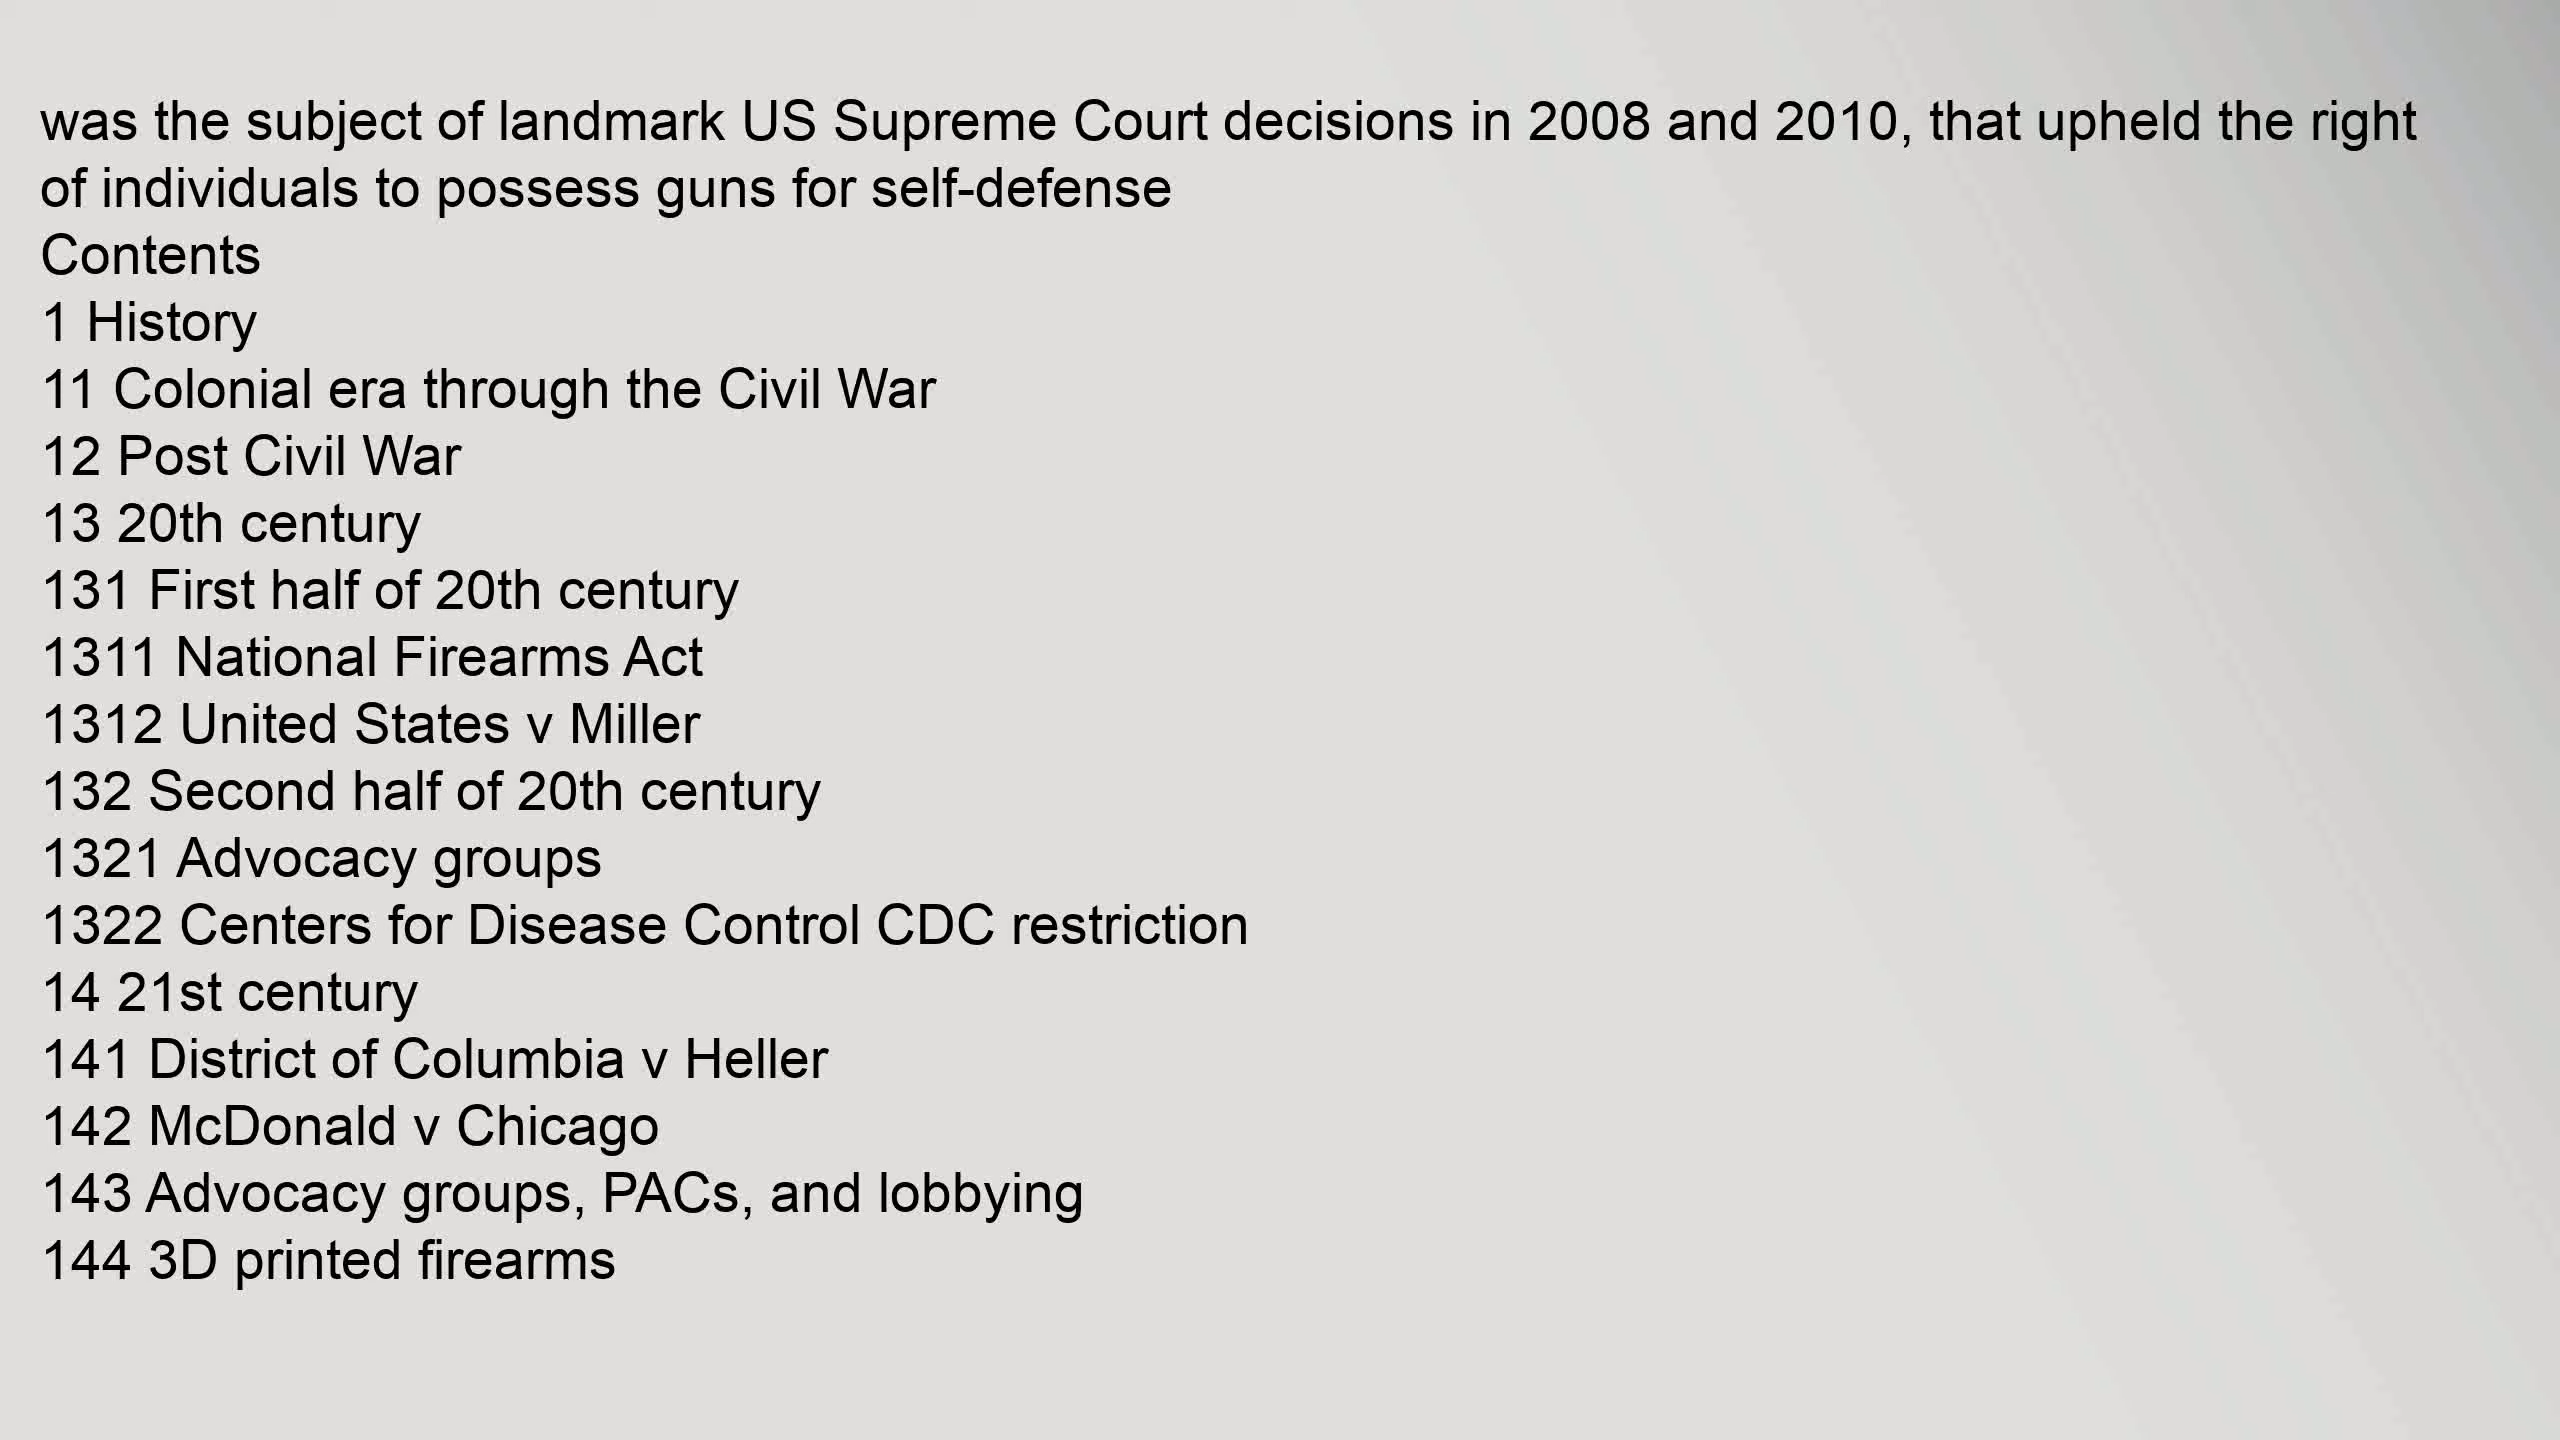 was the subject of landmark US Supreme Court decisions in 2008 and 2010, that upheld the right
of individuals to possess guns for self-defense
Contents
1 History
11 Colonial era through the Civil War
12 Post Civil War
13 20th century
131 First half of 20th century
1311 National Firearms Act
1312 United States v Miller
132 Second half of 20th century
1321 Advocacy groups
1322 Centers for Disease Control CDC restriction
14 21st century
141 District of Columbia v Heller
142 McDonald v Chicago
143 Advocacy groups, PACs, and lobbying
144 3D printed firearms